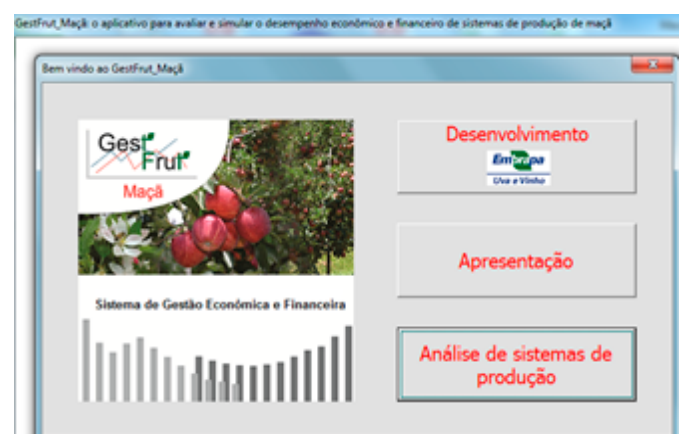 GestFrut_Maçã: o aplicativo para avaliar e simular o desempenho econômico e financeiro de sistemas de produção de maçã
Bem vindo ao GestFrut_Maçã
Gest
Frut
Maçã
Sistema de Gestão Econômica e Financeira
Desenvolvimento
Embrapa
Uva e Vinho
Apresentação
Análise de sistemas de
produção